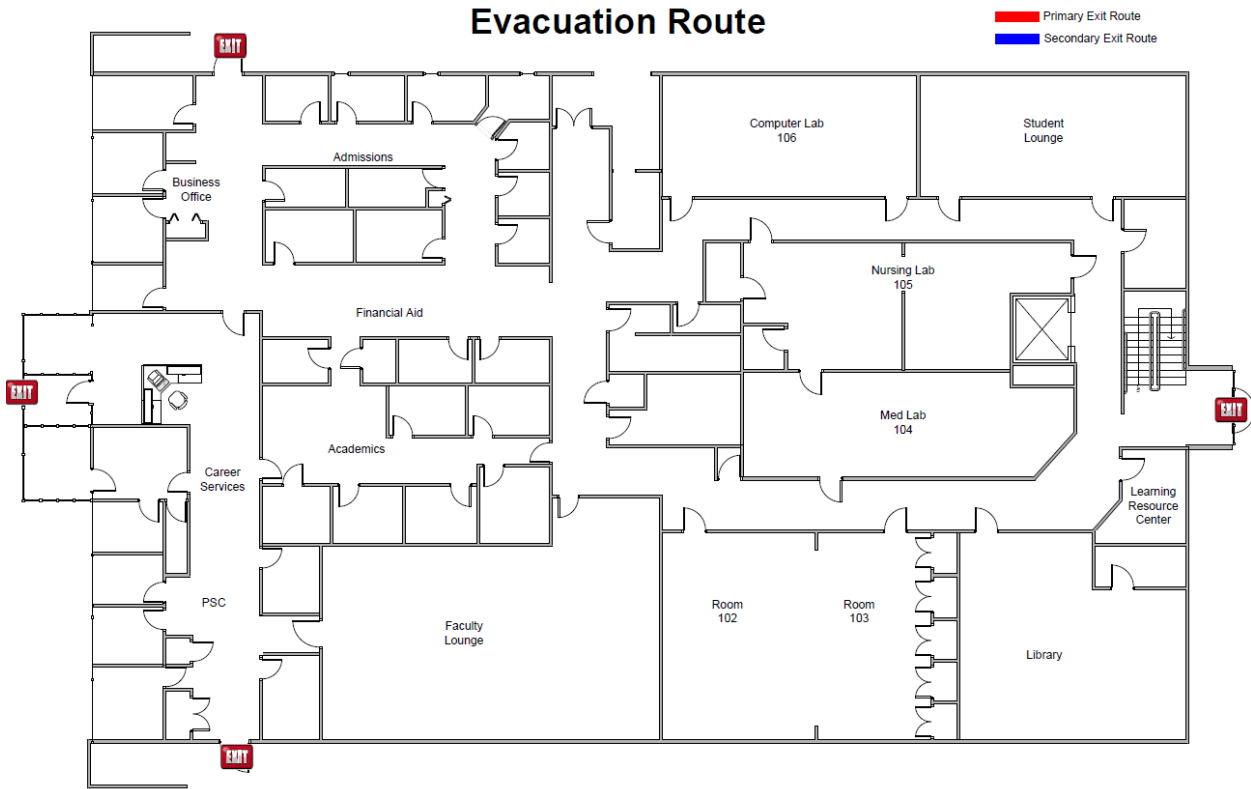 Evacuation Route
Primary Exit Route
Secondary Exit Route
EXIT
Computer Lab
106
Student
Lounge
Admissions
Business
Office
Nursing Lab
105
Financial Aid
EXIT
Med Lab
104
EXIT
Academics
Career
Services
Learning
Resource
Center
PSC
Room
102
Room
103
Faculty
Lounge
Library
EXIT